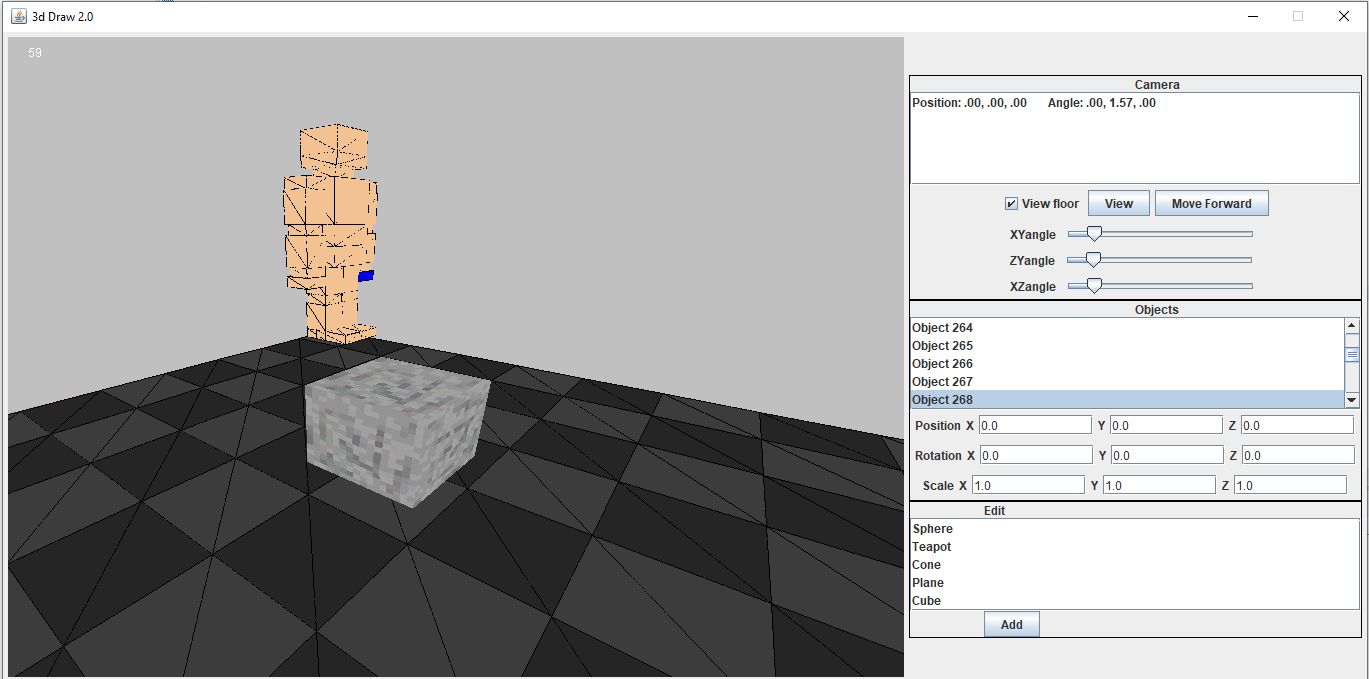 3d Draw 2.0
59
Camera
Position: .00, .00, .00 Angle: .00, 1.57, .00
View floor View Move Forward
XYangle
ZYangle
XZangle
Objects
Object 264
Object 265
Object 266
Object 267
Object 268
Position X 0.0 Y 0.0 Z 0.0
Rotation X 0.0 Y 0.0 Z 0.0
Scale X 1.0 Y 1.0 Z 1.0
Edit
Sphere
Teapot
Cone
Plane
Cube
Add